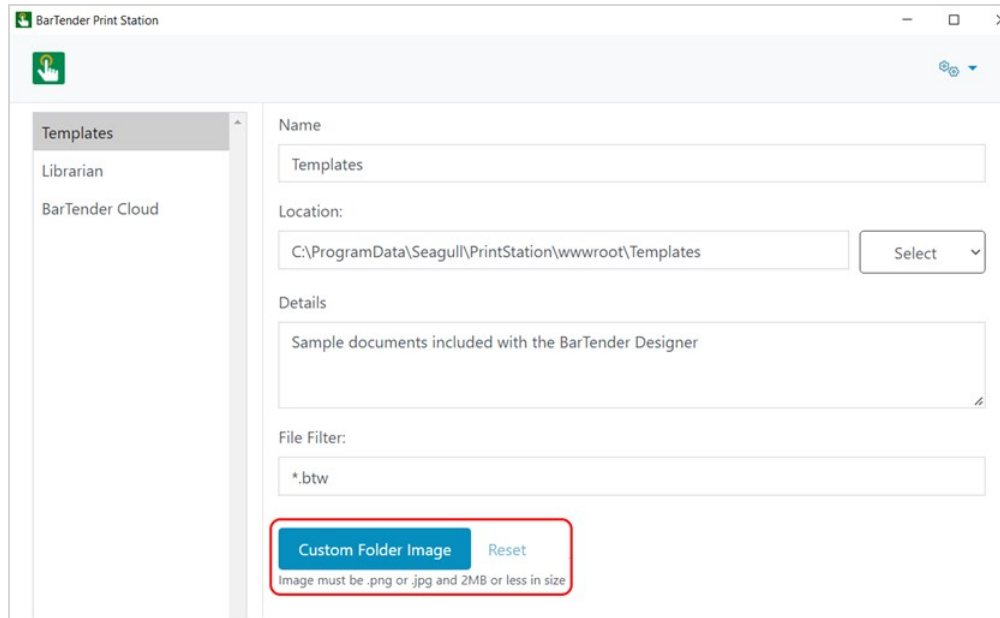 BarTender Print Station
Templates
Librarian
BarTender Cloud
Name
Templates
Location:
C:\ProgramData\Seagull\PrintStation\wwwroot\Templates
Select
Details
Sample documents included with the BarTender Designer
File Filter:
*.btw
Custom Folder Image Reset
Image must be .png or .jpg and 2MB or less in size